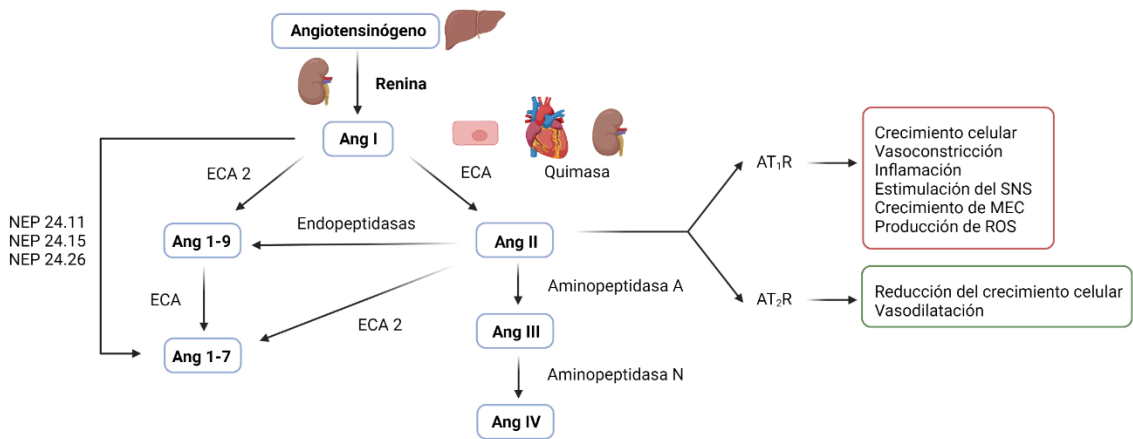 Angiotensinógeno
Renina
Ang I
ECA 2
ECA
Quimasa
NEP 24.11
NEP 24.15
NEP 24.26
Ang 1-9
Endopeptidasas
Ang II
ECA
ECA 2
Aminopeptidasa A
Ang 1-7
Ang III
Aminopeptidasa N
Ang IV
AT₁R
Crecimiento celular
Vasoconstricción
Inflamación
Estimulación del SNS
Crecimiento de MEC
Producción de ROS
AT₂R
Reducción del crecimiento celular
Vasodilatación